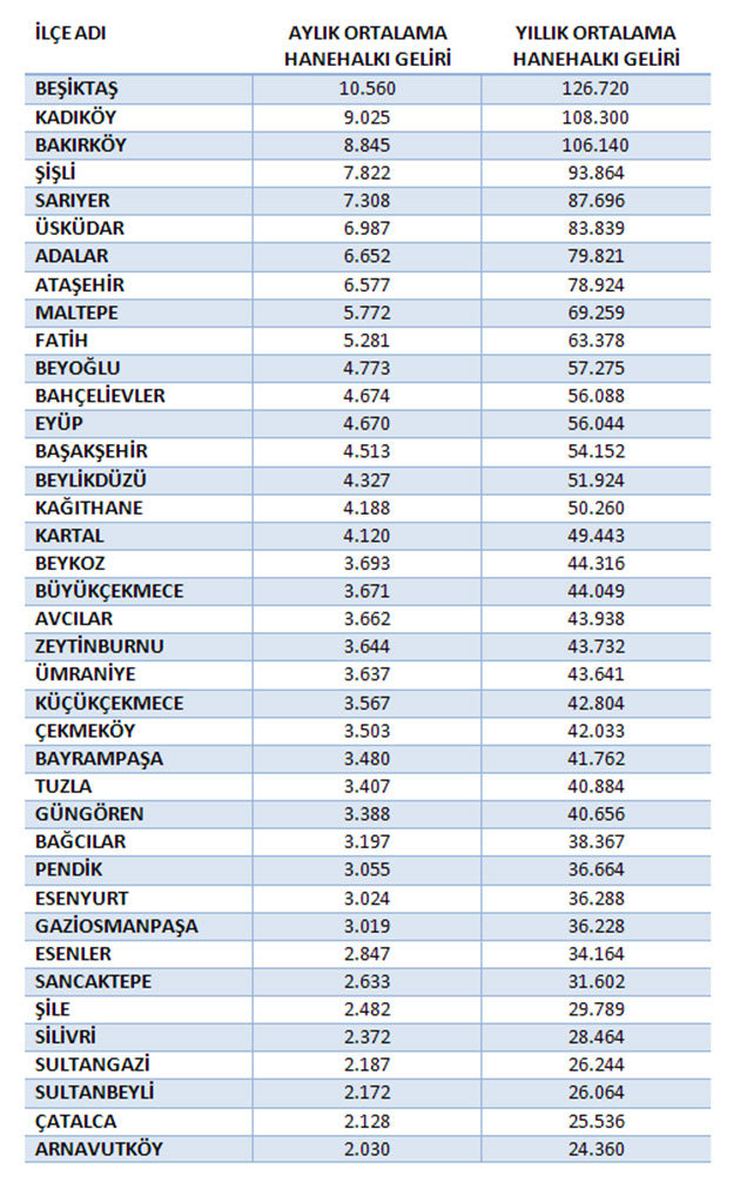 İLÇE ADI AYLIK ORTALAMA YILLIK ORTALAMA
HANEHALKI GELİRİ HANEHALKI GELİRİ
BEŞİKTAŞ 10.560 126.720
KADIKÖY 9.025 108.300
BAKIRKÖY 8.845 106.140
ŞİŞLİ 7.822 93.864
SARIYER 7.308 87.696
ÜSKÜDAR 6.987 83.839
ADALAR 6.652 79.821
ATAŞEHİR 6.577 78.924
MALTEPE 5.772 69.259
FATİH 5.281 63.378
BEYOĞLU 4.773 57.275
BAHÇELİEVLER 4.674 56.088
EYÜP 4.670 56.044
BAŞAKŞEHİR 4.513 54.152
BEYLİKDÜZÜ 4.327 51.924
KAĞITHANE 4.188 50.260
KARTAL 4.120 49.443
BEYKOZ 3.693 44.316
BÜYÜKÇEKMECE 3.671 44.049
AVCILAR 3.662 43.938
ZEYTİNBURNU 3.644 43.732
ÜMRANİYE 3.637 43.641
KÜÇÜKÇEKMECE 3.567 42.804
ÇEKMEKÖY 3.503 42.033
BAYRAMPAŞA 3.480 41.762
TUZLA 3.407 40.884
GÜNGÖREN 3.388 40.656
BAĞCILAR 3.197 38.367
PENDİK 3.055 36.664
ESENYURT 3.024 36.288
GAZİOSMANPAŞA 3.019 36.228
ESENLER 2.847 34.164
SANCAKTEPE 2.633 31.602
ŞİLE 2.482 29.789
SİLİVRİ 2.372 28.464
SULTANGAZİ 2.187 26.244
SULTANBEYLİ 2.172 26.064
ÇATALCA 2.128 25.536
ARNAVUTKÖY 2.030 24.360